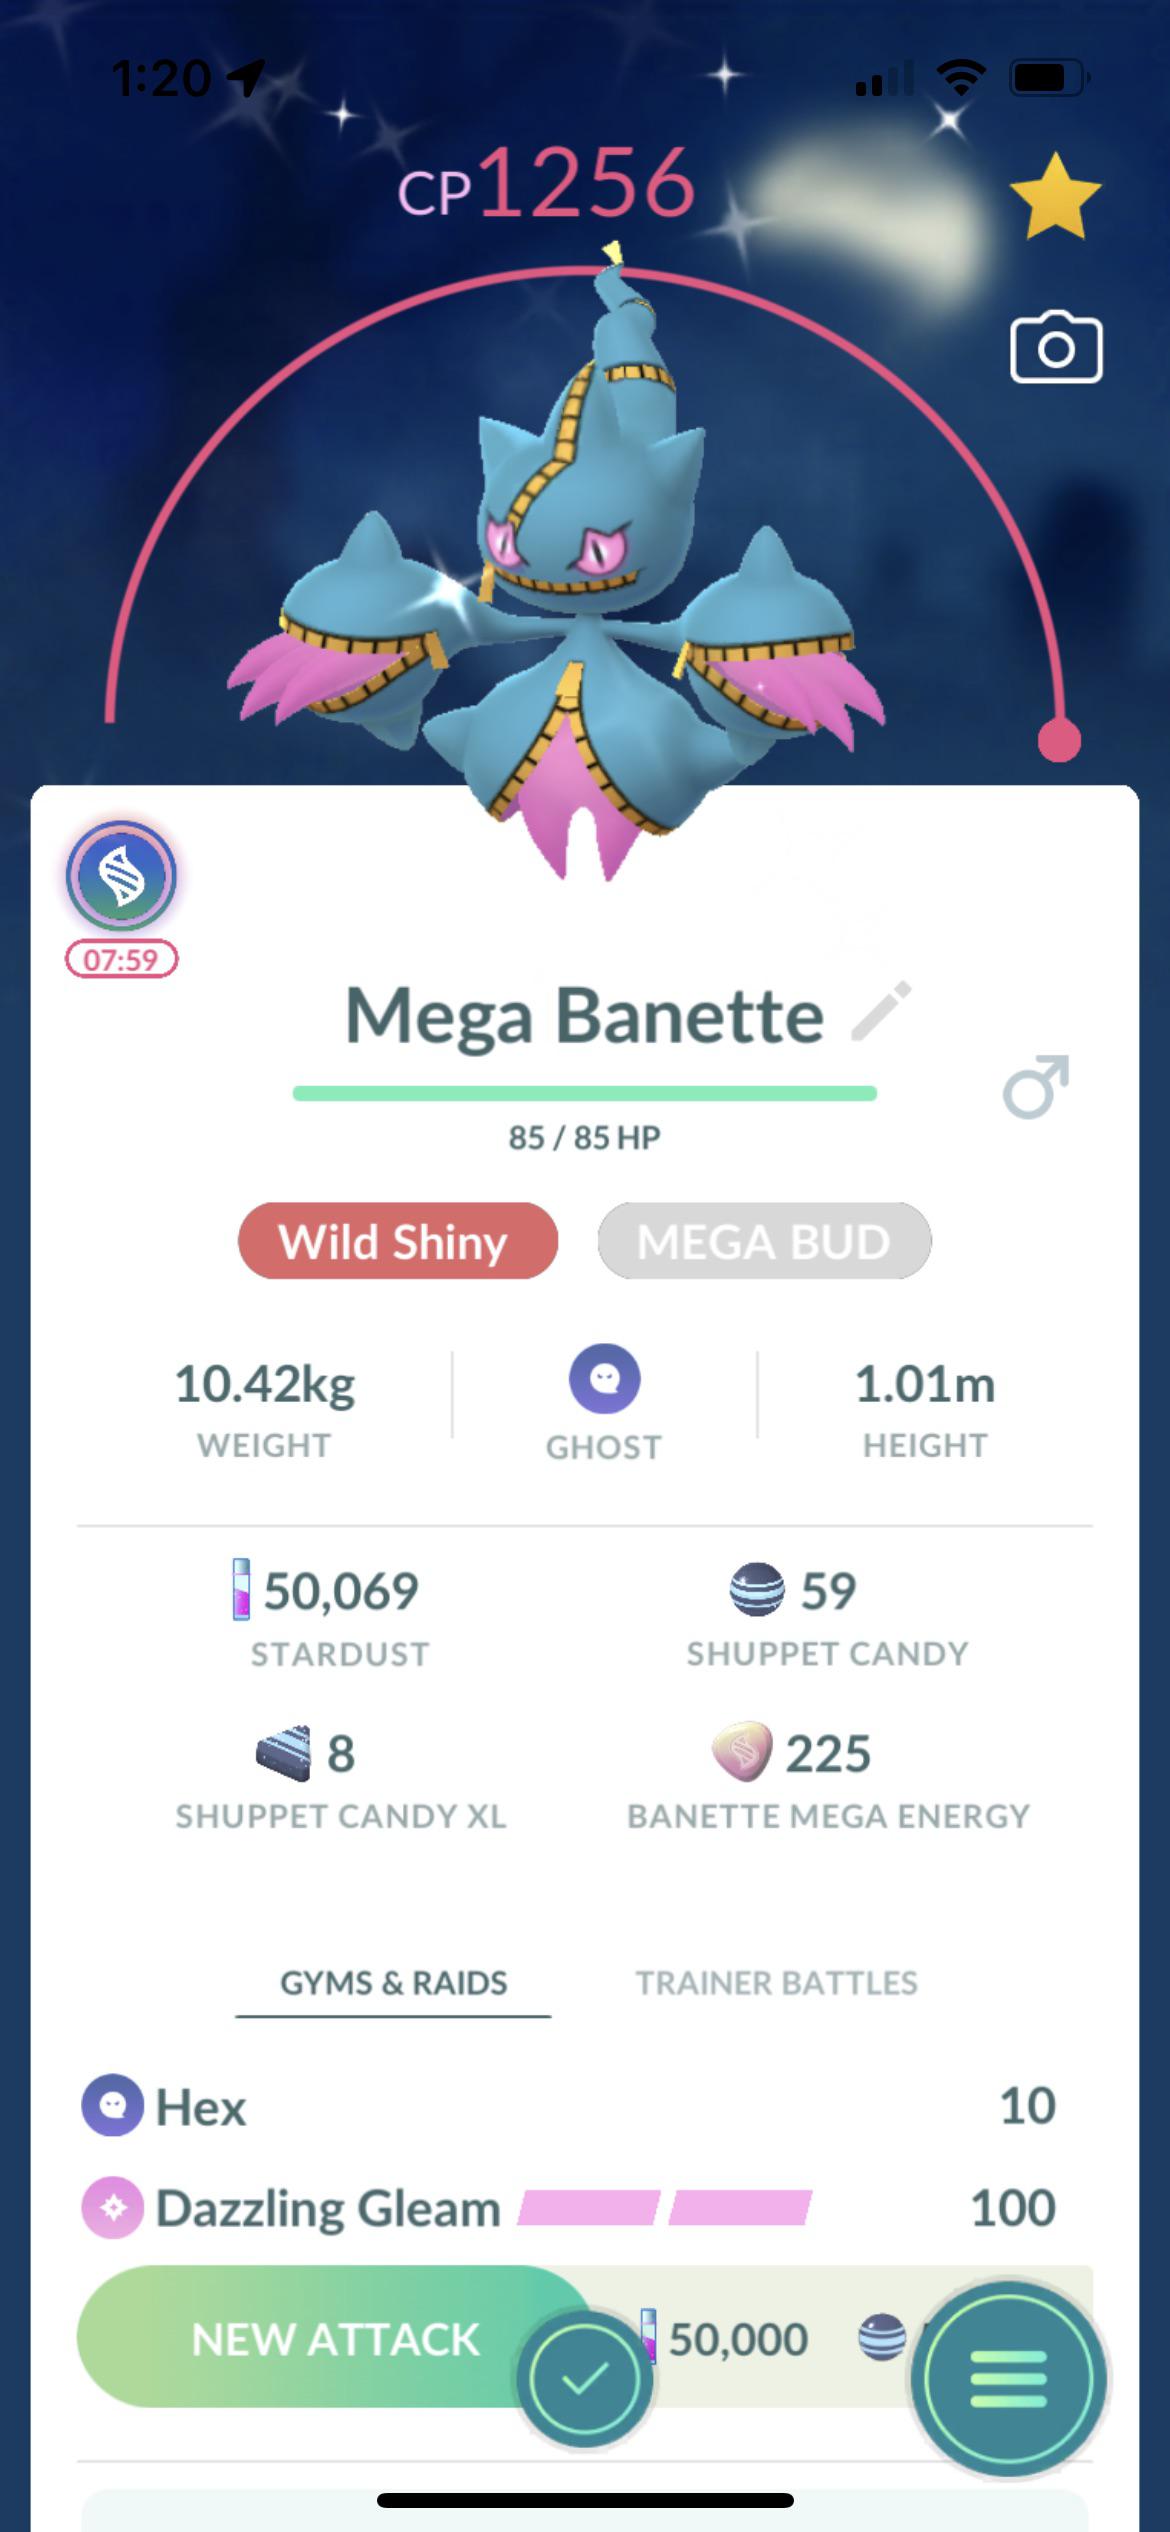 1:20
CP1256
07:59
Mega Banette
85 / 85 HP
Wild Shiny
MEGA BUD
10.42kg
WEIGHT
GHOST
1.01m
HEIGHT
50,069
STARDUST
59
SHUPPET CANDY
8
SHUPPET CANDY XL
225
BANETTE MEGA ENERGY
GYMS & RAIDS
TRAINER BATTLES
Hex
10
Dazzling Gleam
100
NEW ATTACK
50,000